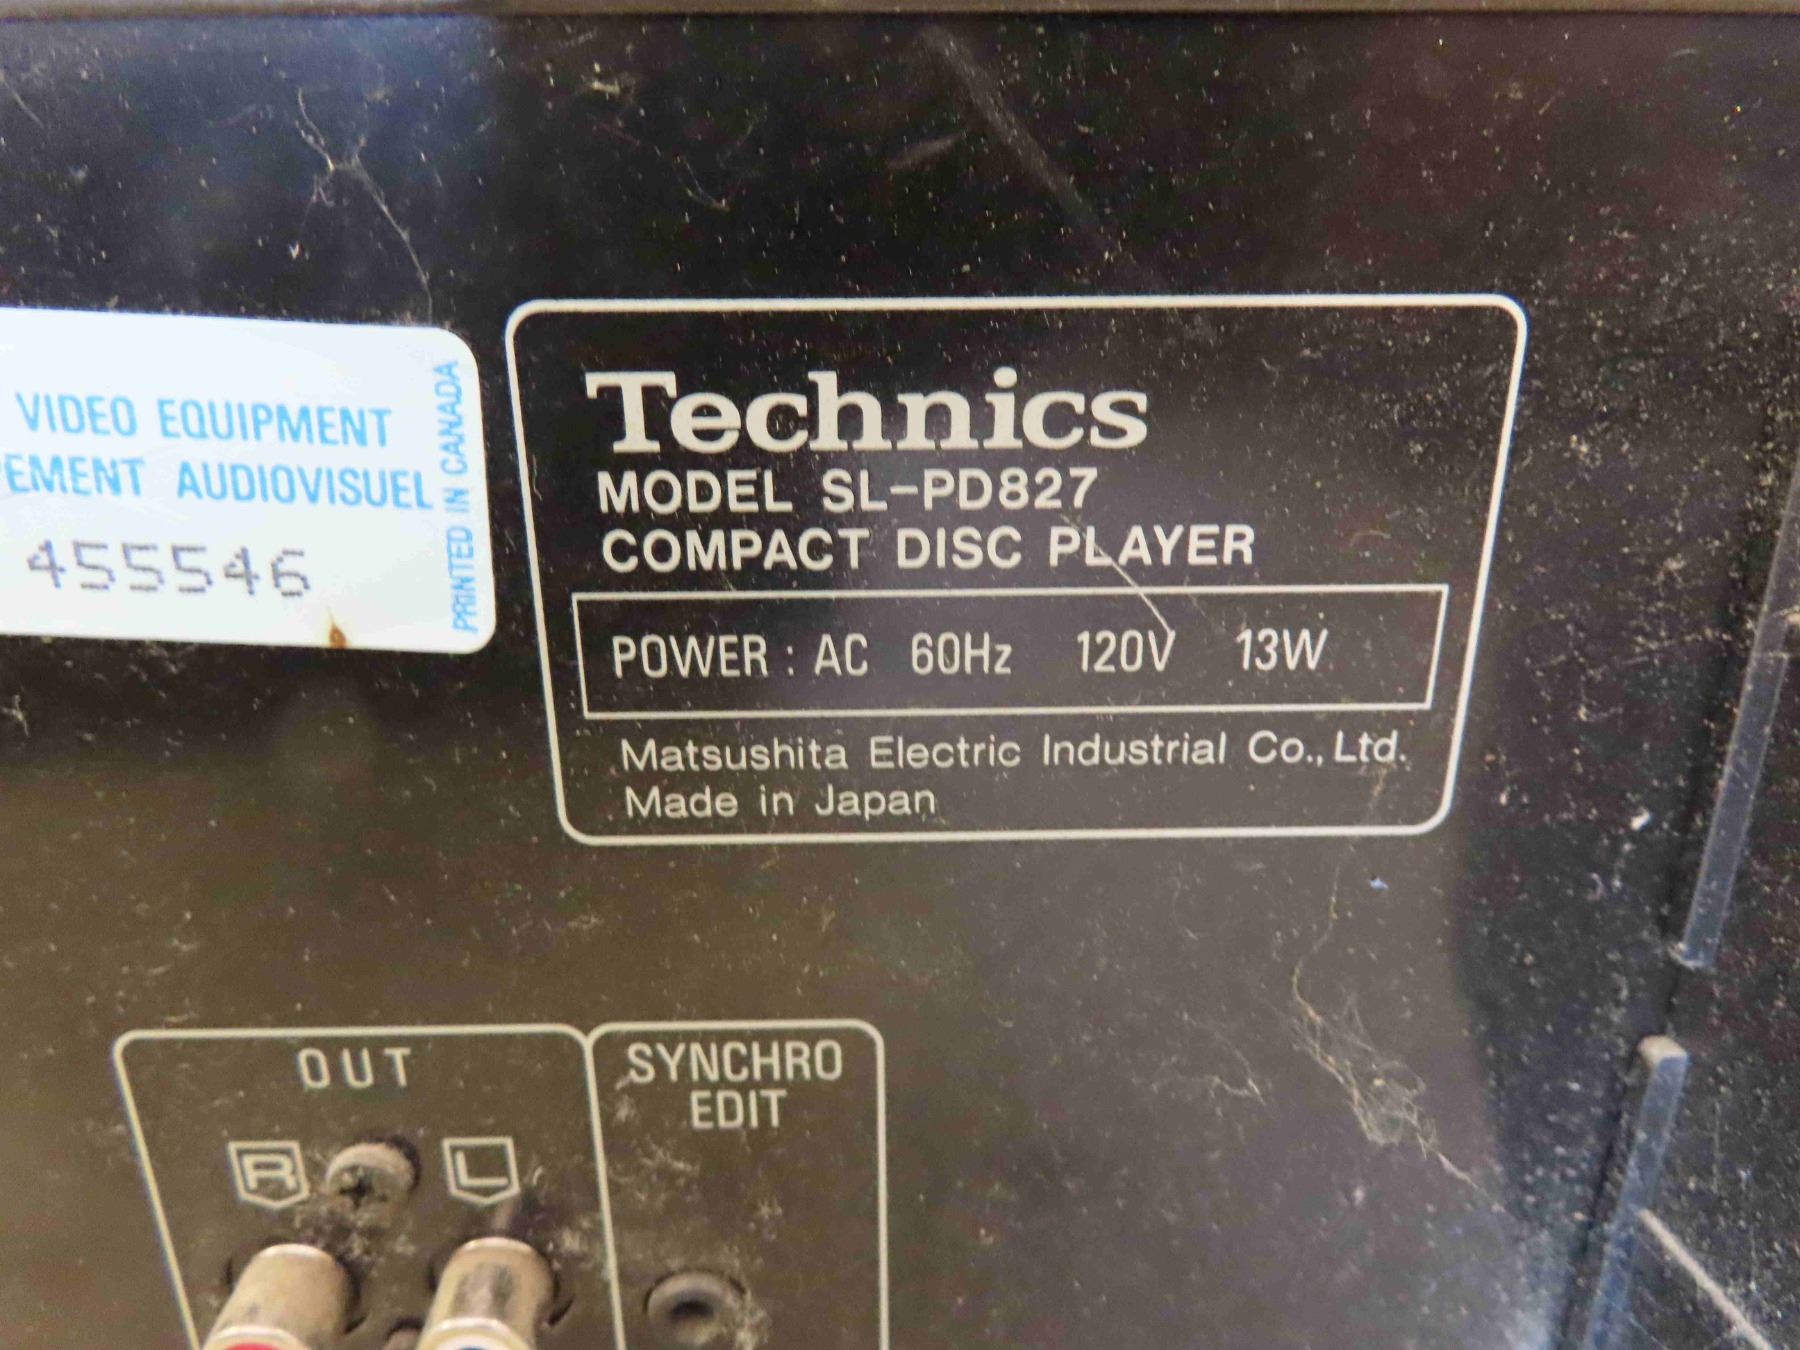 VIDEO EQUIPMENT
EMENT AUDIOVISUEL
455546
PRINTED IN CANADA
Technics
MODEL SL-PD827
COMPACT DISC PLAYER
POWER : AC 60Hz 120V 13W
Matsushita Electric Industrial Co., Ltd.
Made in Japan
OUT
R L
SYNCHRO
EDIT